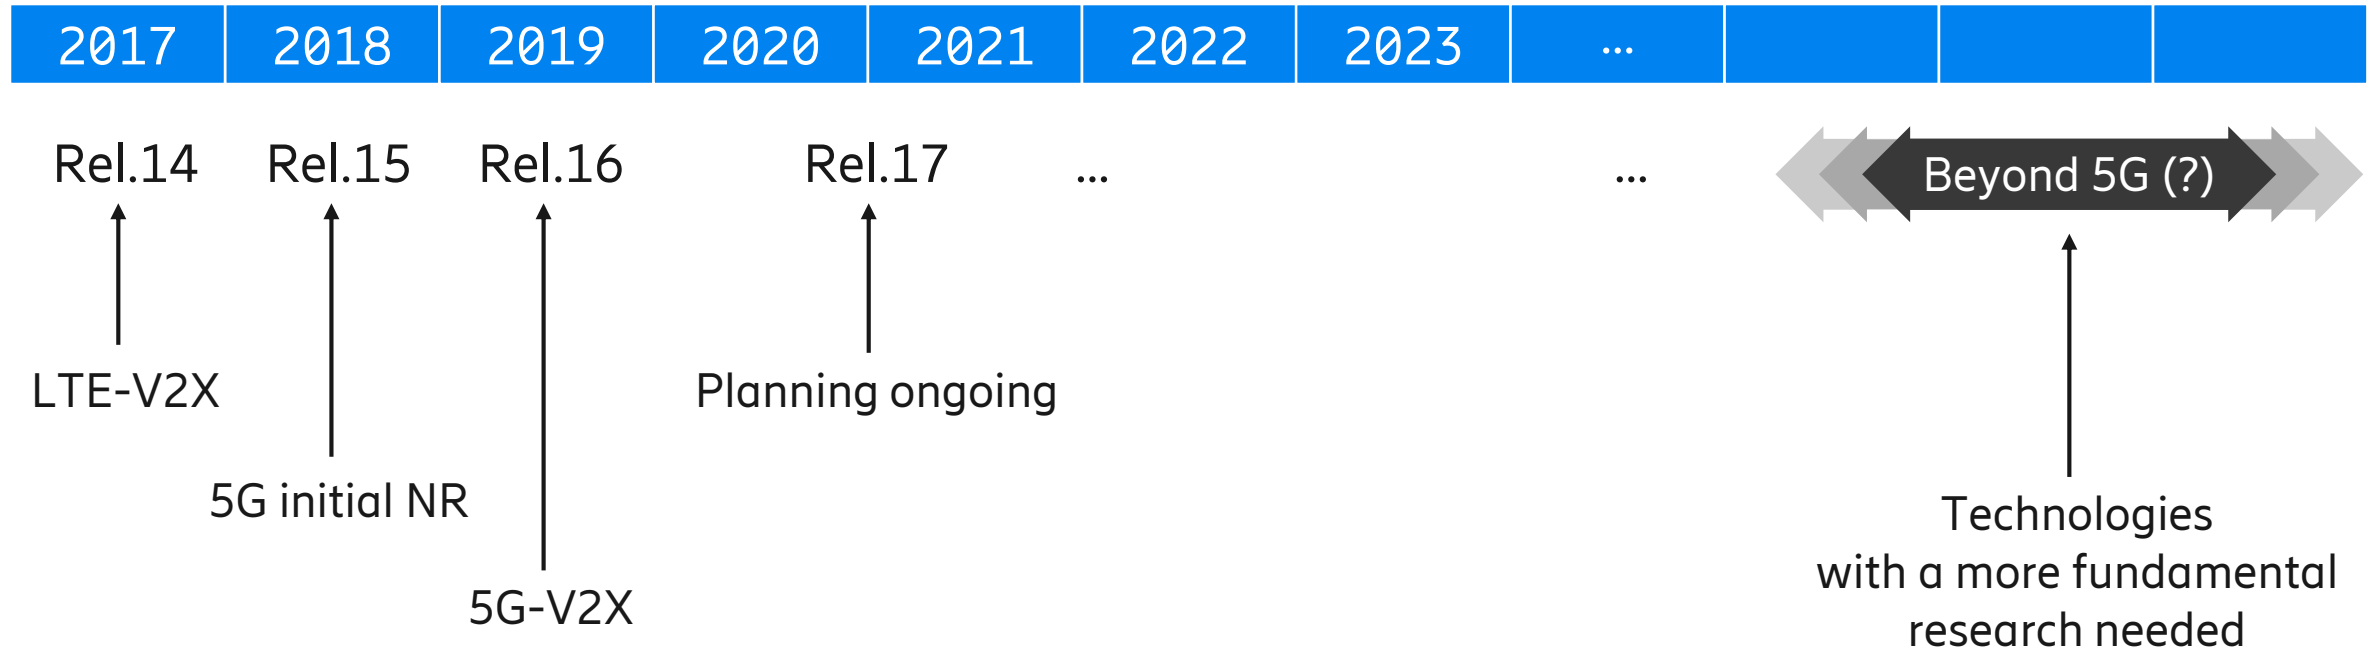 2017 2018 2019 2020 2021 2022 2023 ...
Rel.14 Rel.15 Rel.16 Rel.17 ... ... Beyond 5G (?)
LTE-V2X
Planning ongoing
5G initial NR
5G-V2X
Technologies
with a more fundamental
research needed